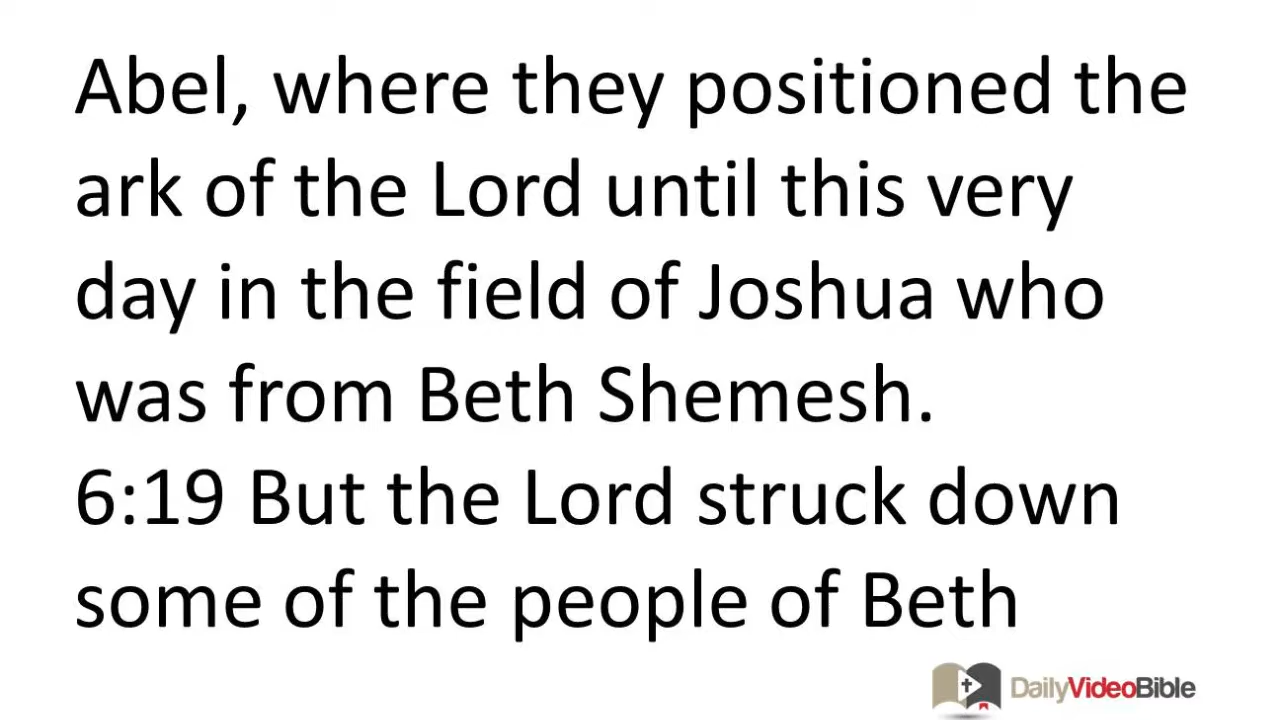 Abel, where they positioned the
ark of the Lord until this very
day in the field of Joshua who
was from Beth Shemesh.
6:19 But the Lord struck down
some of the people of Beth
DailyVideoBible